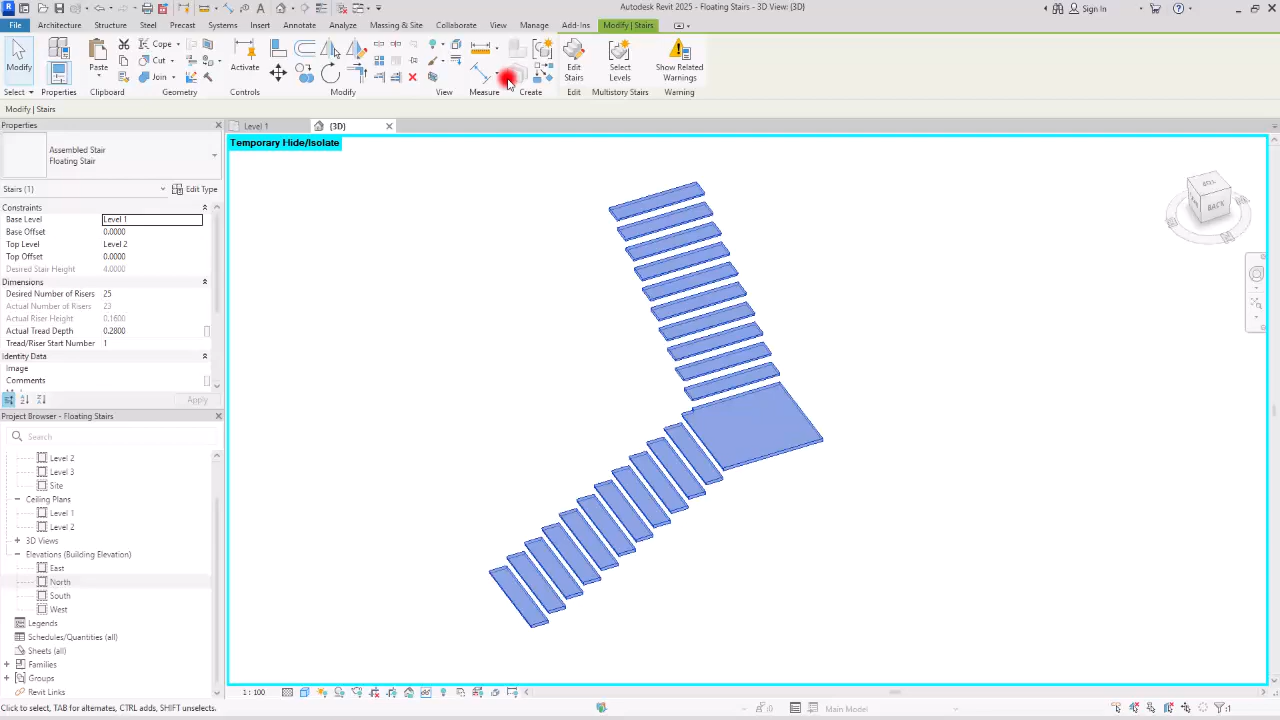 Autodesk Revit 2025 - Floating Stairs - 3D View: {3D}
Sign In
File Architecture Structure Steel Precast Systems Insert Annotate Analyze Massing & Site Collaborate View Manage Add-Ins Modify | Stairs
Modify
Paste
Cope
Cut
Join
Activate
Edit Stairs
Select Levels
Show Related Warnings
Select Properties Clipboard Geometry Controls Modify View Measure Create Edit Multistory Stairs Warning
Modify | Stairs
Properties
Level 1
{3D}
Temporary Hide/Isolate
Assembled Stair
Floating Stair
Stairs (1)
Edit Type
Constraints
Base Level Level 1
Base Offset 0.0000
Top Level Level 2
Top Offset 0.0000
Desired Stair Height 4.0000
Dimensions
Desired Number of Risers 25
Actual Number of Risers 23
Actual Riser Height 0.1600
Actual Tread Depth 0.2800
Tread/Riser Start Number 1
Identity Data
Image
Comments
Apply
Project Browser - Floating Stairs
Search
Level 2
Level 3
Site
Ceiling Plans
Level 1
Level 2
3D Views
Elevations (Building Elevation)
East
North
South
West
Legends
Schedules/Quantities (all)
Sheets (all)
Families
Groups
Revit Links
BACK
1 : 100
Click to select, TAB for alternates, CTRL adds, SHIFT unselects.
:0
Main Model
:1